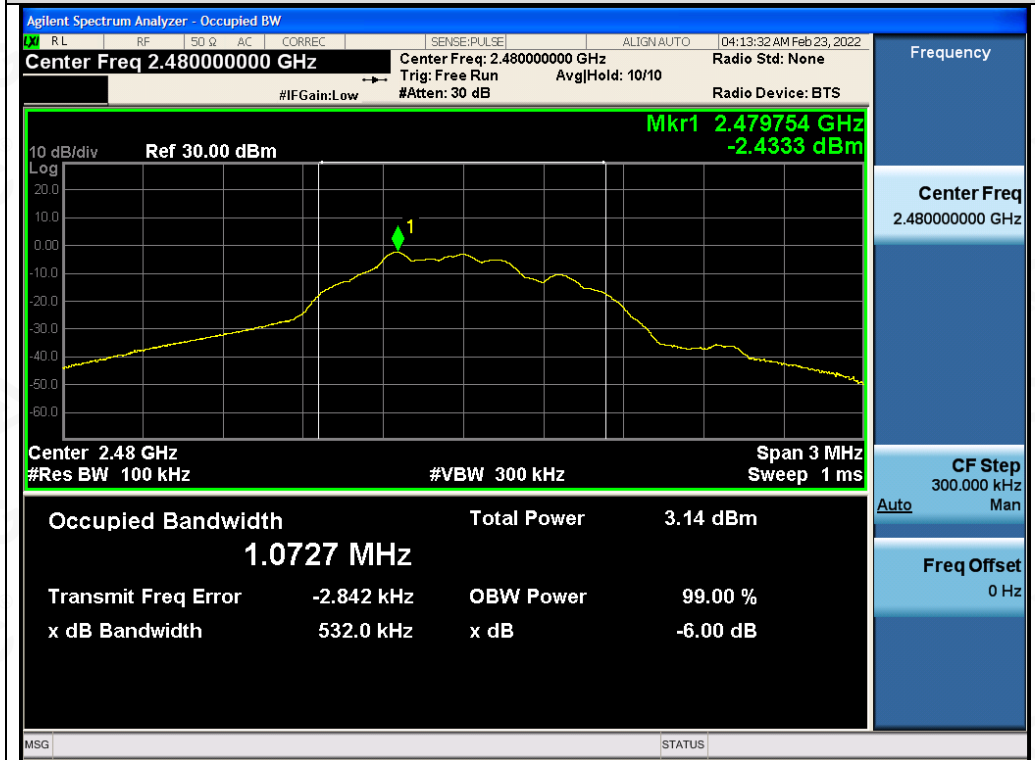 Agilent Spectrum Analyzer - Occupied BW
LXI RL RF 50 Ω AC CORREC SENSE:PULSE ALIGN AUTO 04:13:32 AM Feb 23, 2022
Center Freq 2.480000000 GHz
Center Freq: 2.480000000 GHz Radio Std: None
Trig: Free Run Avg|Hold: 10/10
#IFGain:Low #Atten: 30 dB Radio Device: BTS
Frequency
Mkr1 2.479754 GHz
-2.4333 dBm
10 dB/div Ref 30.00 dBm
Log
20.0
10.0
0.00
-10.0
-20.0
-30.0
-40.0
-50.0
-60.0
1
Center 2.48 GHz Span 3 MHz
#Res BW 100 kHz #VBW 300 kHz Sweep 1 ms
Center Freq
2.480000000 GHz
CF Step
300.000 kHz
Auto Man
Freq Offset
0 Hz
Occupied Bandwidth Total Power 3.14 dBm
1.0727 MHz
Transmit Freq Error -2.842 kHz OBW Power 99.00 %
x dB Bandwidth 532.0 kHz x dB -6.00 dB
MSG STATUS